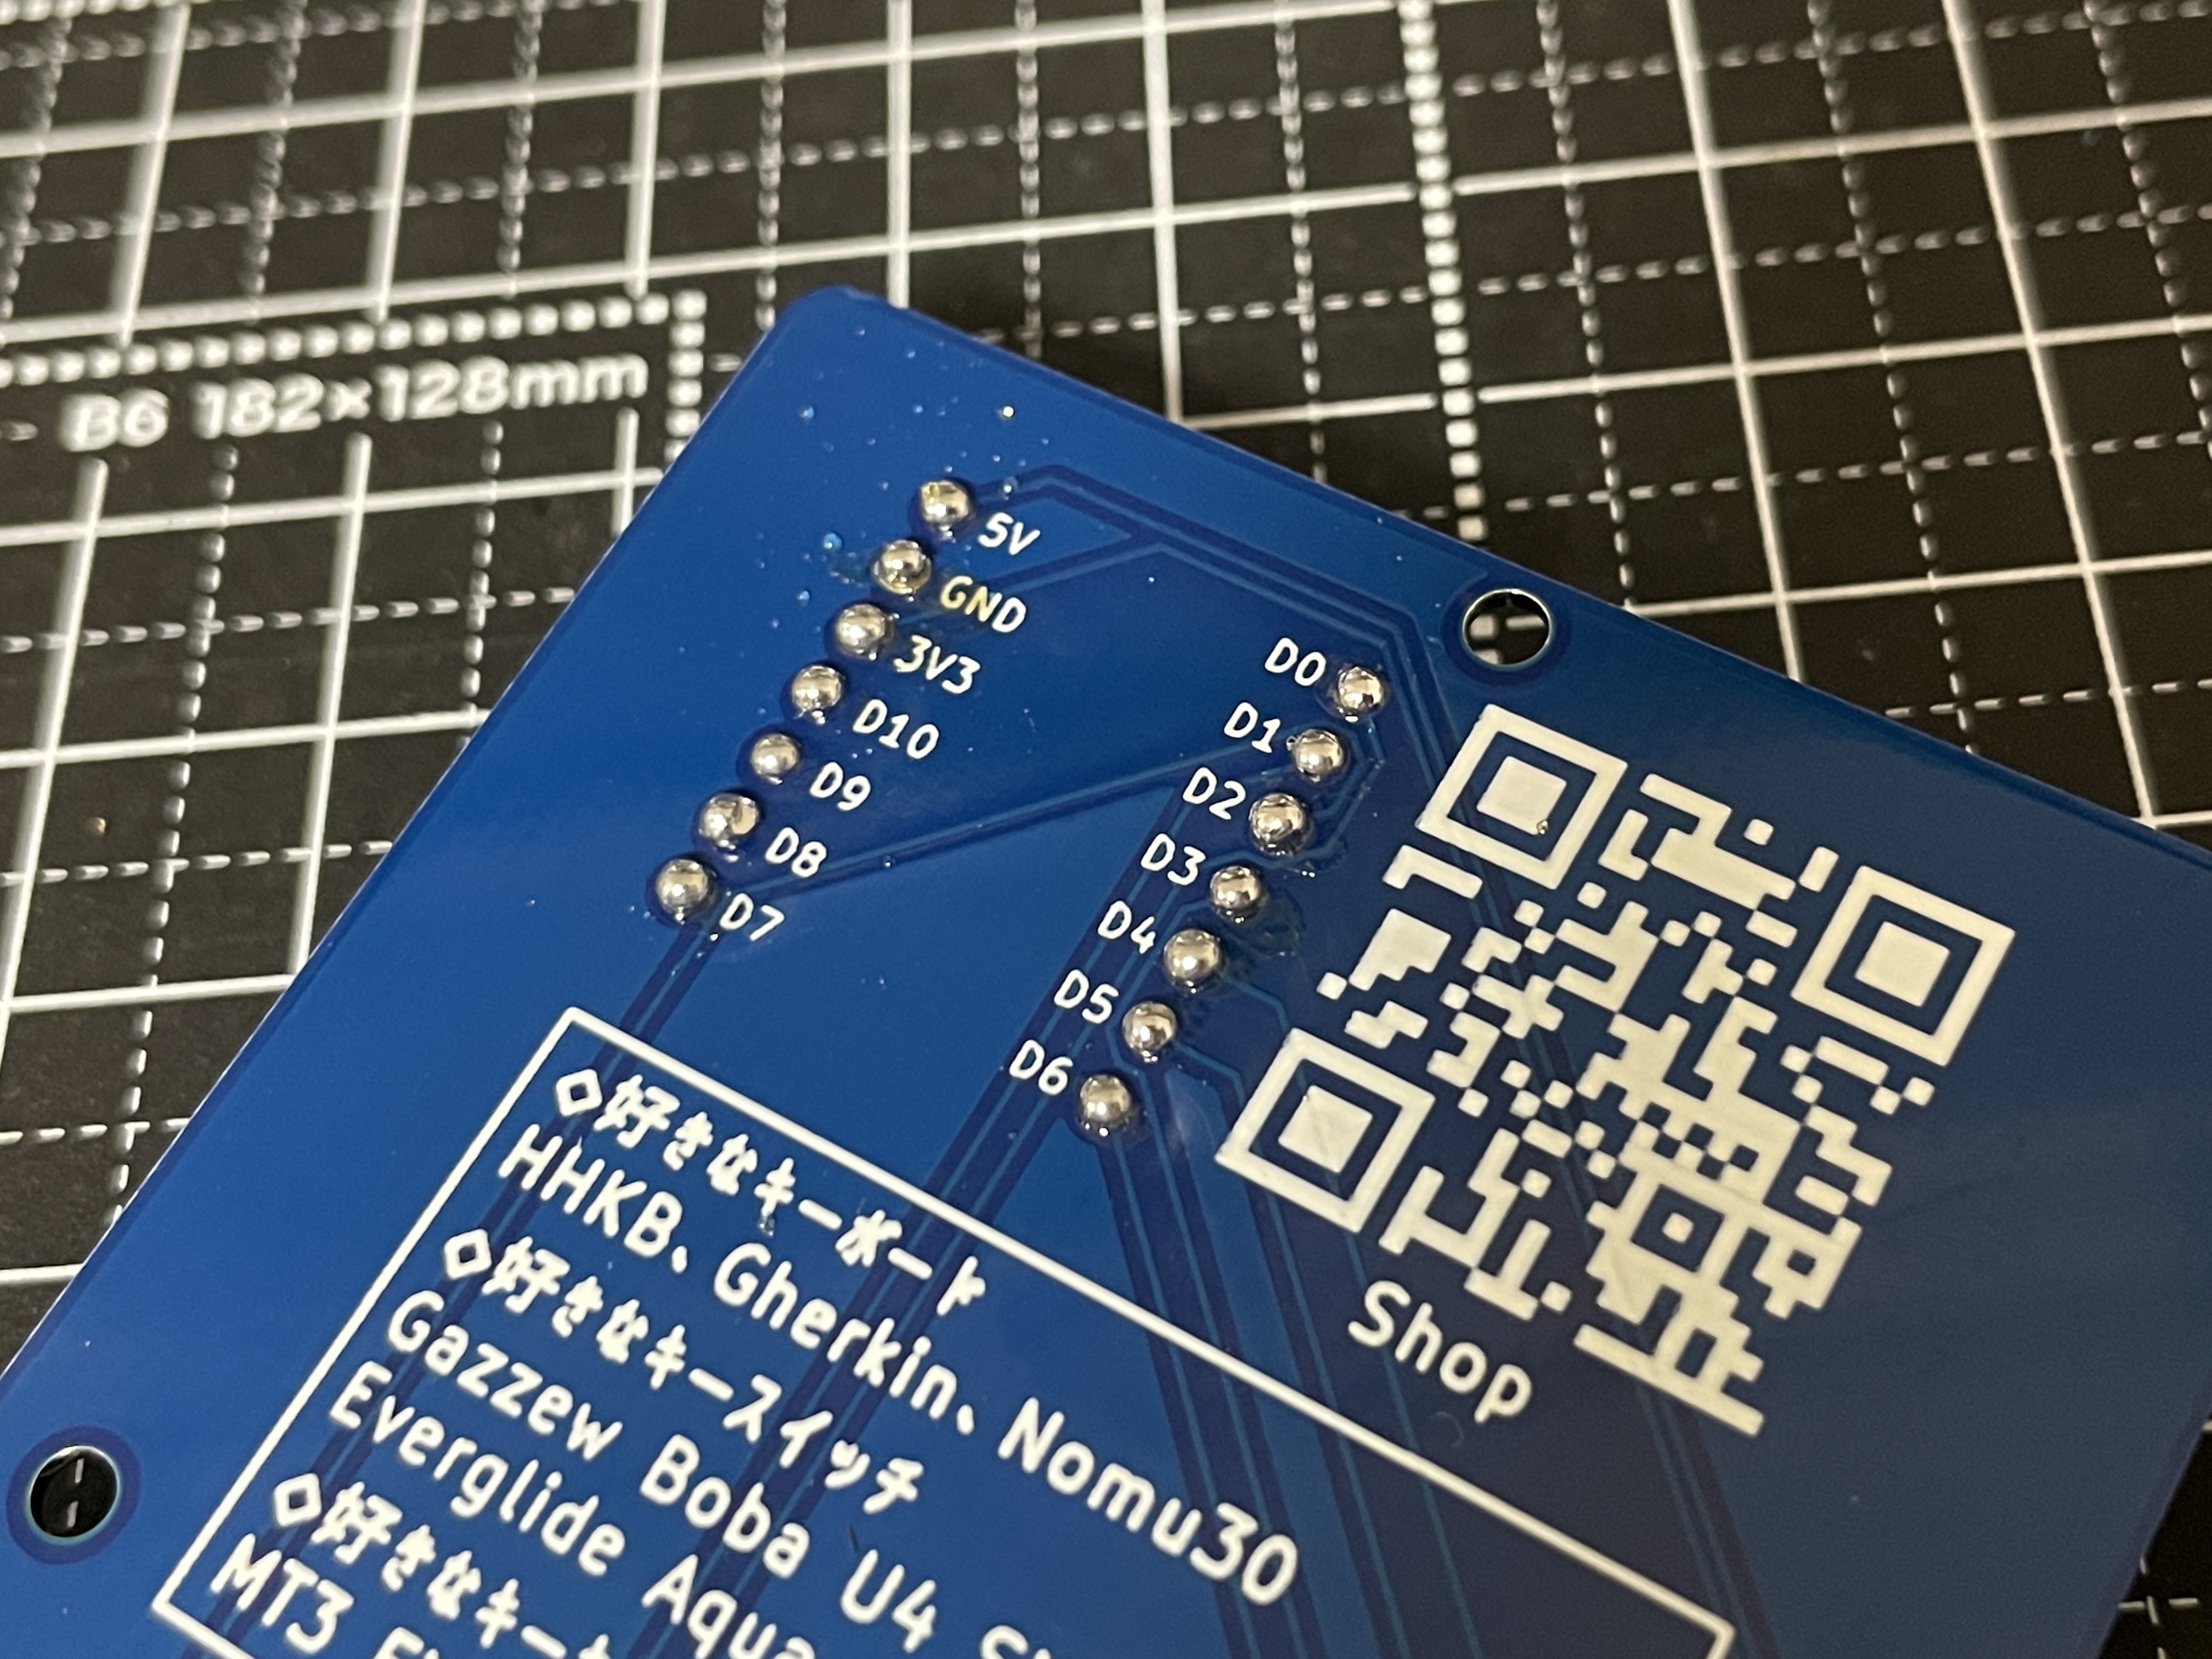 B6 182×128mm
5V
GND
3V3
D10
D9
D8
D7
D0
D1
D2
D3
D4
D5
D6
Shop
◇好きなキーボード
HHKB、Gherkin、Nomu30
◇好きなキースイッチ
Gazzew Boba U4
Everglide Aqua
◇好きなキー
MT3